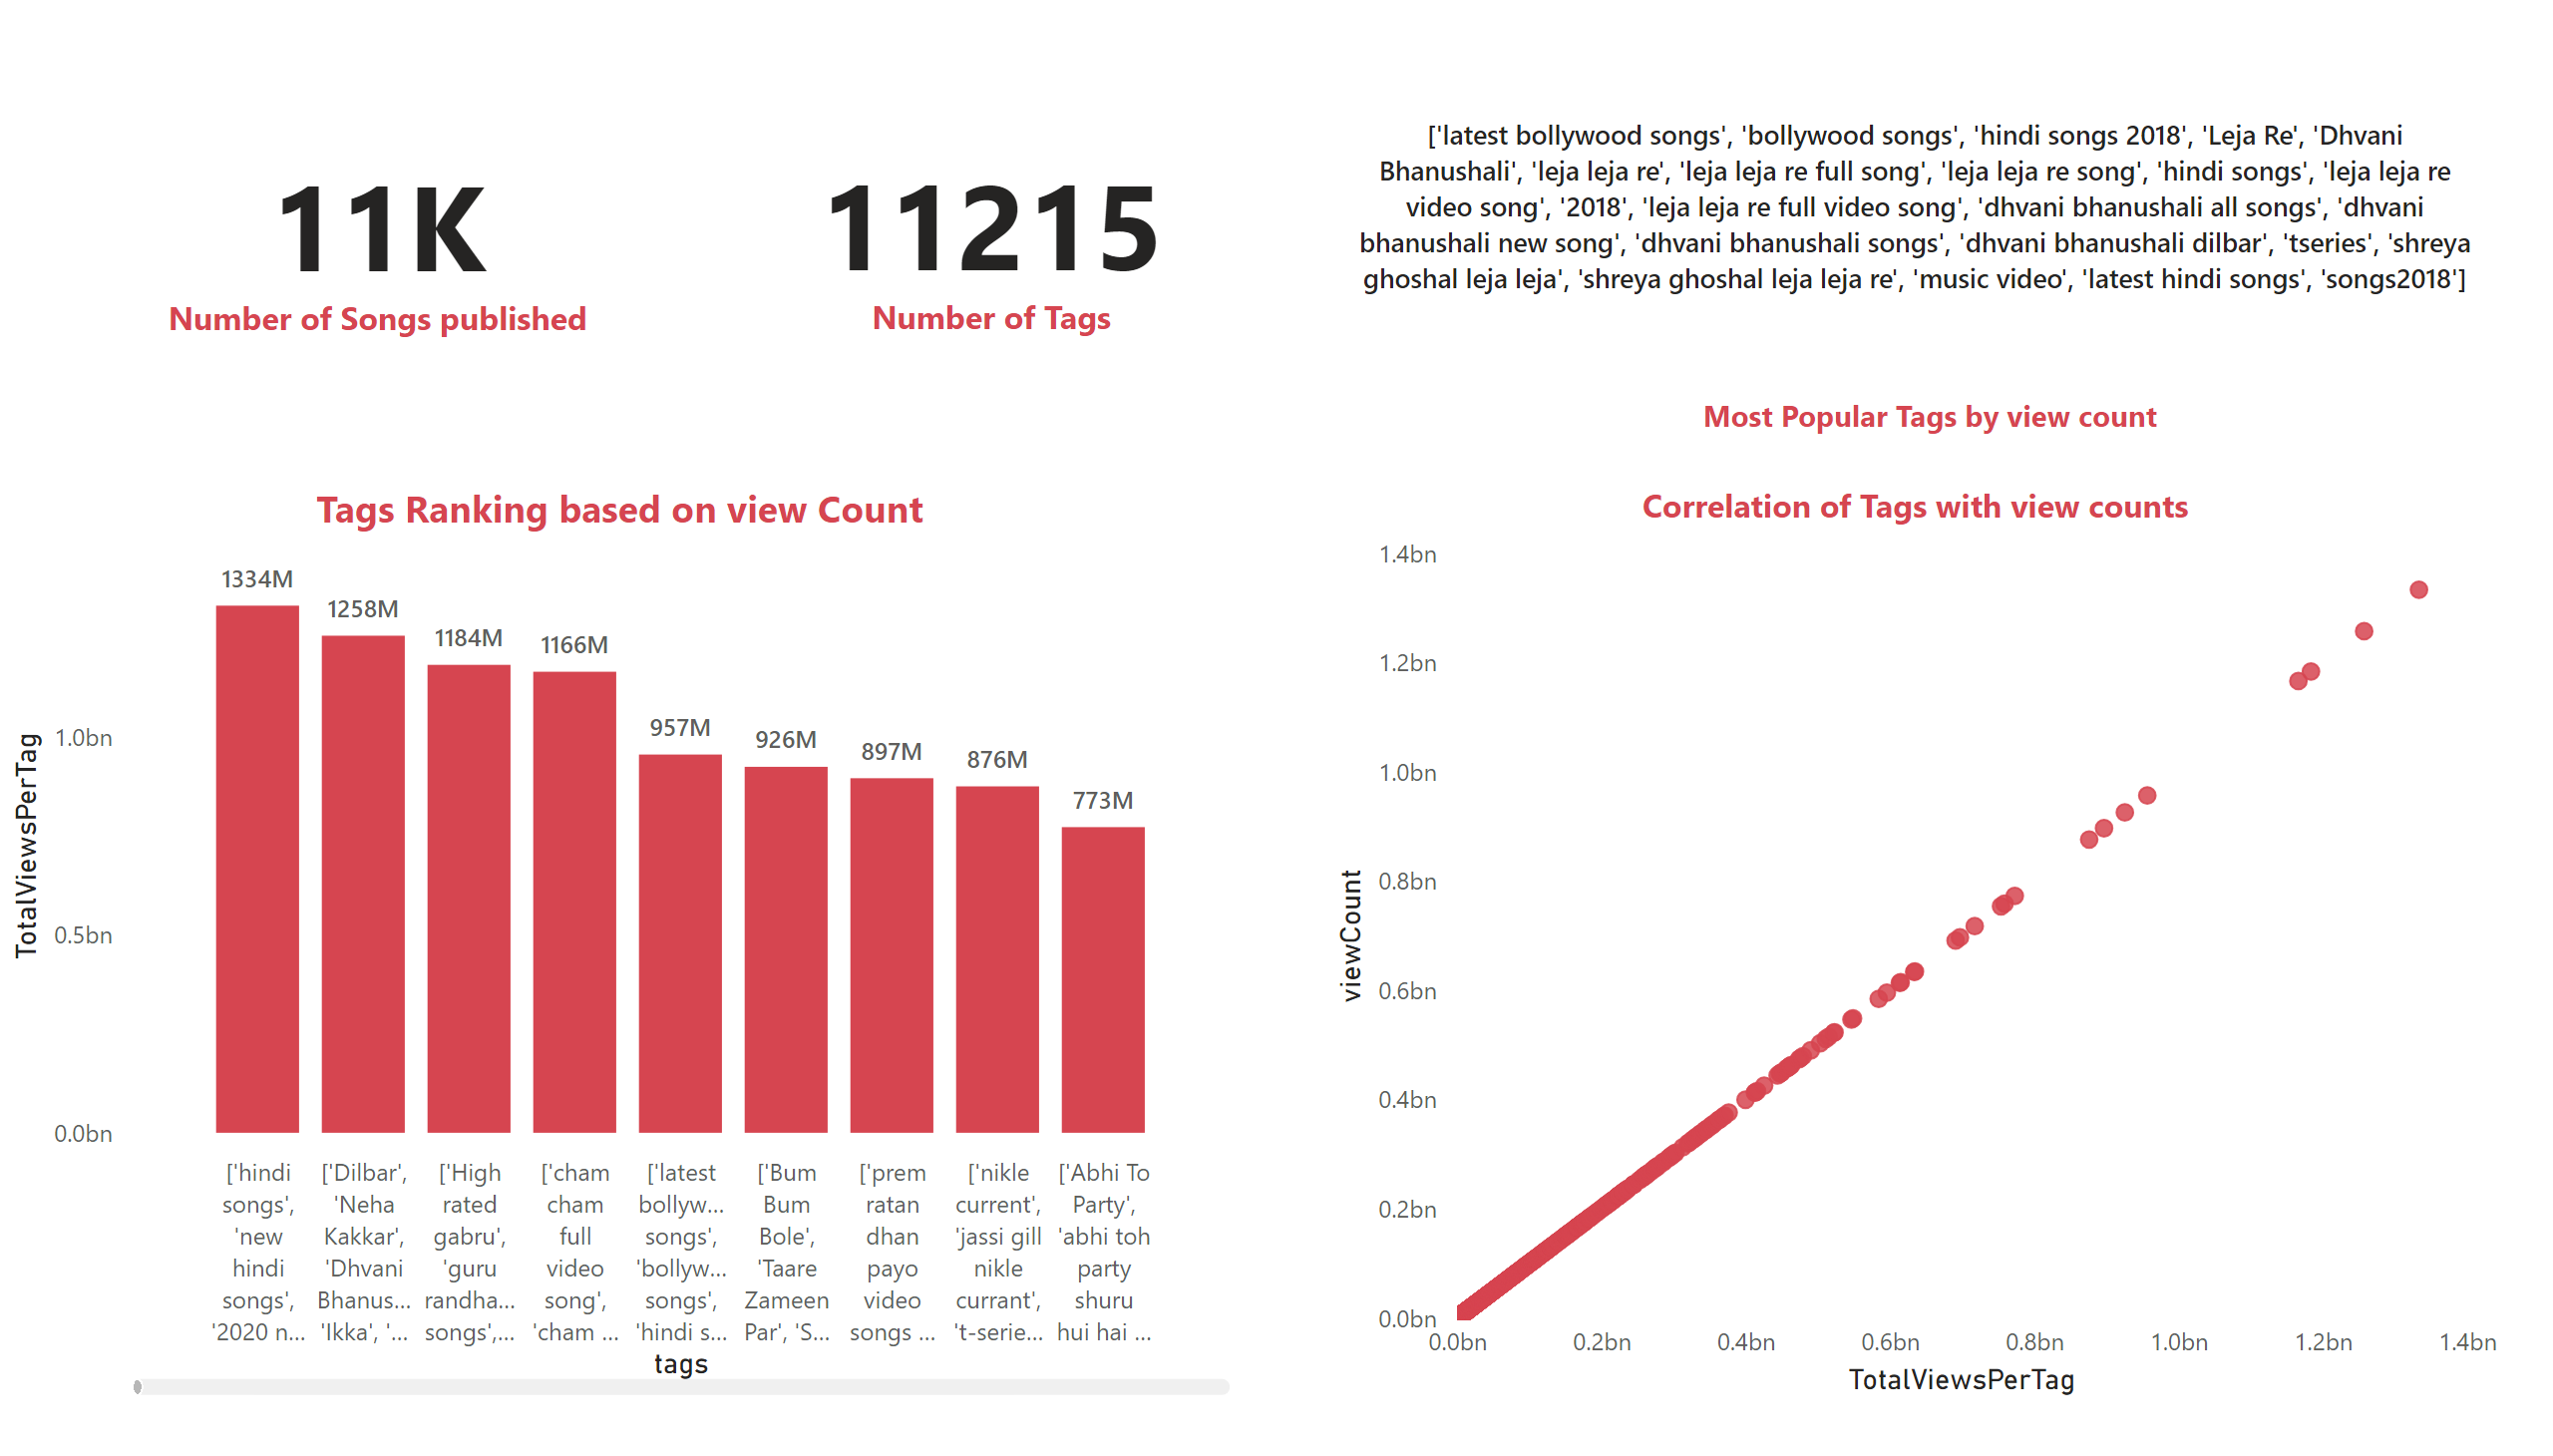 11K
Number of Songs published
11215
Number of Tags
['latest bollywood songs', 'bollywood songs', 'hindi songs 2018', 'Leja Re', 'Dhvani
Bhanushali', 'leja leja re', 'leja leja re full song', 'leja leja re song', 'hindi songs', 'leja leja re
video song', '2018', 'leja leja re full video song', 'dhvani bhanushali all songs', 'dhvani
bhanushali new song', 'dhvani bhanushali songs', 'dhvani bhanushali dilbar', 'tseries', 'shreya
ghoshal leja leja', 'shreya ghoshal leja leja re', 'music video', 'latest hindi songs', 'songs2018']
Most Popular Tags by view count
Tags Ranking based on view Count
TotalViewsPerTag
1.0bn
0.5bn
0.0bn
1334M
1258M
1184M
1166M
957M
926M
897M
876M
773M
['hindi
songs',
'new
hindi
songs',
'2020 n...
['Dilbar',
'Neha
Kakkar',
'Dhvani
Bhanus...
'Ikka', '...
['High
rated
gabru',
'guru
randha...
songs',...
['cham
cham
full
video
song',
'cham ...
['latest
bollyw...
songs',
'bollyw...
songs',
'hindi s...
['Bum
Bum
Bole',
'Taare
Zameen
Par', 'S...
['prem
ratan
dhan
payo
video
songs ...
['nikle
current',
'jassi gill
nikle
currant',
't-serie...
['Abhi To
Party',
'abhi toh
party
shuru
hui hai ...
tags
Correlation of Tags with view counts
viewCount
1.4bn
1.2bn
1.0bn
0.8bn
0.6bn
0.4bn
0.2bn
0.0bn
0.0bn
0.2bn
0.4bn
0.6bn
0.8bn
1.0bn
1.2bn
1.4bn
TotalViewsPerTag